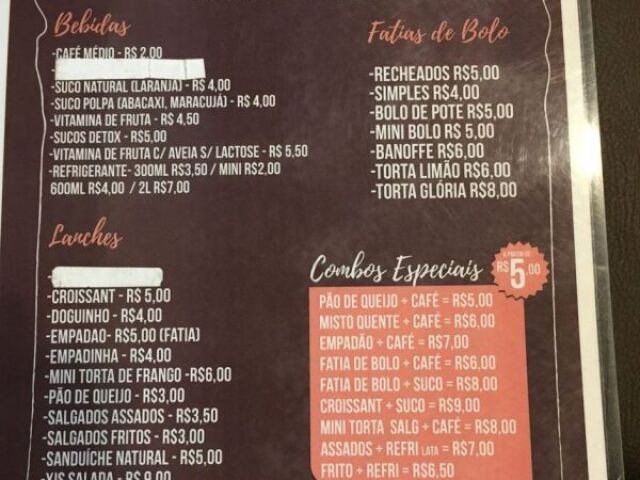 Bebidas
-CAFÉ MÉDIO - R$ 2,00
-
-SUCO NATURAL (LARANJA) - R$ 4,00
-SUCO POLPA (ABACAXI, MARACUJÁ) - R$ 4,00
-VITAMINA DE FRUTA - R$ 4,50
-SUCOS DETOX - R$5,00
-VITAMINA DE FRUTA C/ AVEIA S/ LACTOSE - R$ 5,50
-REFRIGERANTE- 300ML R$3,50 / MINI R$2,00
600ML R$4,00 / 2L R$7,00
Fatias de Bolo
-RECHEADOS R$5,00
-SIMPLES R$4,00
-BOLO DE POTE R$5,00
-MINI BOLO R$ 5,00
-BANOFFE R$6,00
-TORTA LIMÃO R$6,00
-TORTA GLÓRIA R$8,00
Lanches
-
-CROISSANT - R$ 5,00
-DOGUINHO - R$4,00
-EMPADAO- R$5,00 (FATIA)
-EMPADINHA - R$4,00
-MINI TORTA DE FRANGO -R$6,00
-PÃO DE QUEIJO - R$3,00
-SALGADOS ASSADOS - R$3,50
-SALGADOS FRITOS - R$3,00
-SANDUÍCHE NATURAL - R$5,00
-XIS SALADA - R$ 9,00
Combos Especiais
A PARTIR DE
R$5,00
PÃO DE QUEIJO + CAFÉ = R$5,00
MISTO QUENTE + CAFÉ = R$6,00
EMPADÃO + CAFÉ = R$7,00
FATIA DE BOLO + CAFÉ = R$6,00
FATIA DE BOLO + SUCO = R$8,00
CROISSANT + SUCO = R$9,00
MINI TORTA SALG + CAFÉ = R$8,00
ASSADOS + REFRI LATA = R$7,00
FRITO + REFRI = R$6,50